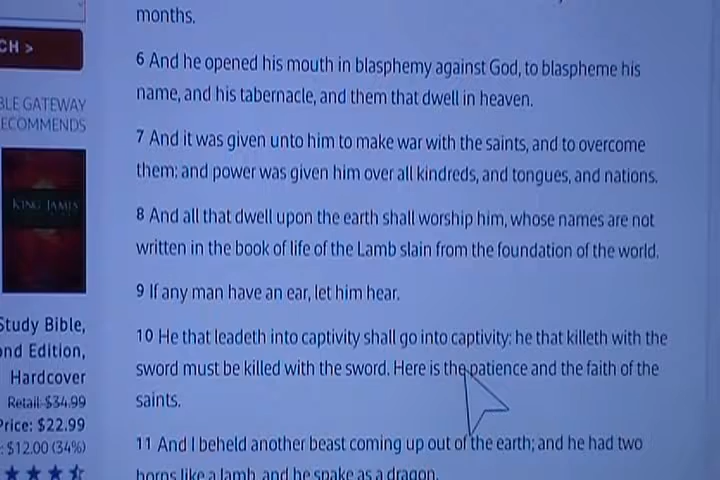 months.
6 And he opened his mouth in blasphemy against God, to blaspheme his
name, and his tabernacle, and them that dwell in heaven.
7 And it was given unto him to make war with the saints, and to overcome
them: and power was given him over all kindreds, and tongues, and nations.
8 And all that dwell upon the earth shall worship him, whose names are not
written in the book of life of the Lamb slain from the foundation of the world.
9 If any man have an ear, let him hear.
10 He that leadeth into captivity shall go into captivity: he that killeth with the
sword must be killed with the sword. Here is the patience and the faith of the
saints.
11 And I beheld another beast coming up out of the earth; and he had two
horns like a lamb, and he spake as a dragon.
CH >
BLE GATEWAY
ECOMMENDS
KING JAMES
Study Bible,
ond Edition,
Hardcover
Retail: $34.99
Price: $22.99
: $12.00 (34%)